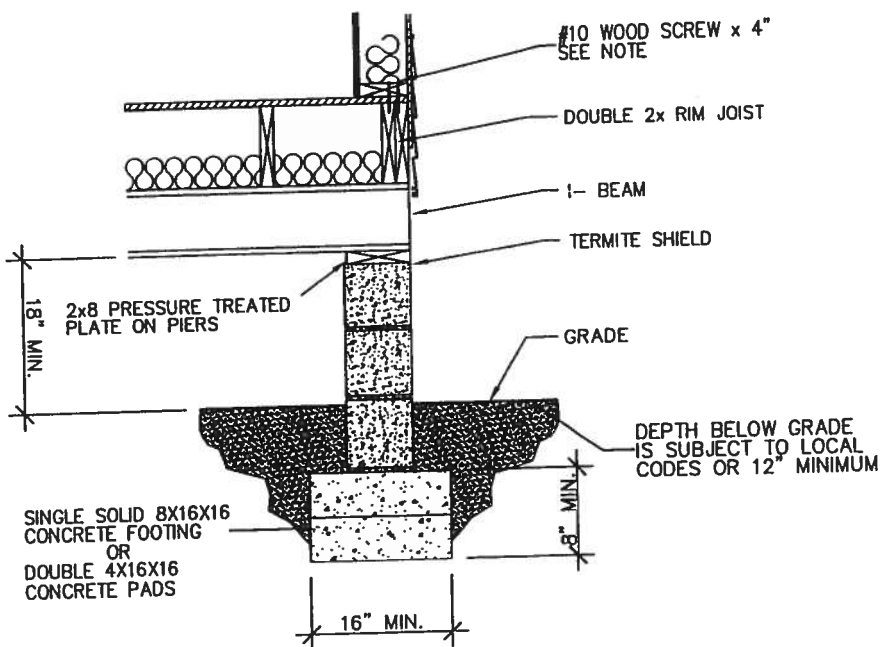 #10 WOOD SCREW x 4"
SEE NOTE
DOUBLE 2x RIM JOIST
I- BEAM
TERMITE SHIELD
18" MIN.
2x8 PRESSURE TREATED
PLATE ON PIERS
GRADE
DEPTH BELOW GRADE
IS SUBJECT TO LOCAL
CODES OR 12" MINIMUM
8" MIN.
SINGLE SOLID 8X16X16
CONCRETE FOOTING
OR
DOUBLE 4X16X16
CONCRETE PADS
16" MIN.